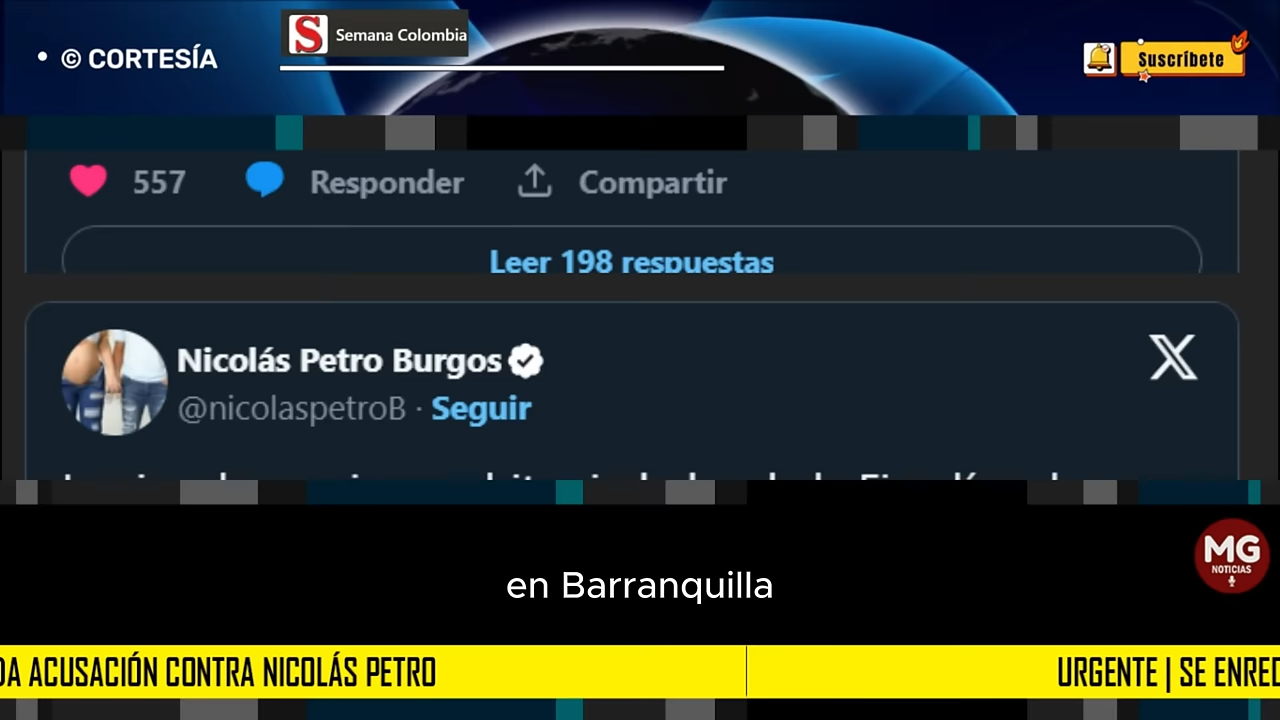 • © CORTESÍA
S Semana Colombia
Suscríbete
557 Responder Compartir
Leer 198 respuestas
Nicolás Petro Burgos
@nicolaspetroB · Seguir
X
en Barranquilla
MG
NOTICIAS
DA ACUSACIÓN CONTRA NICOLÁS PETRO
URGENTE | SE ENRED